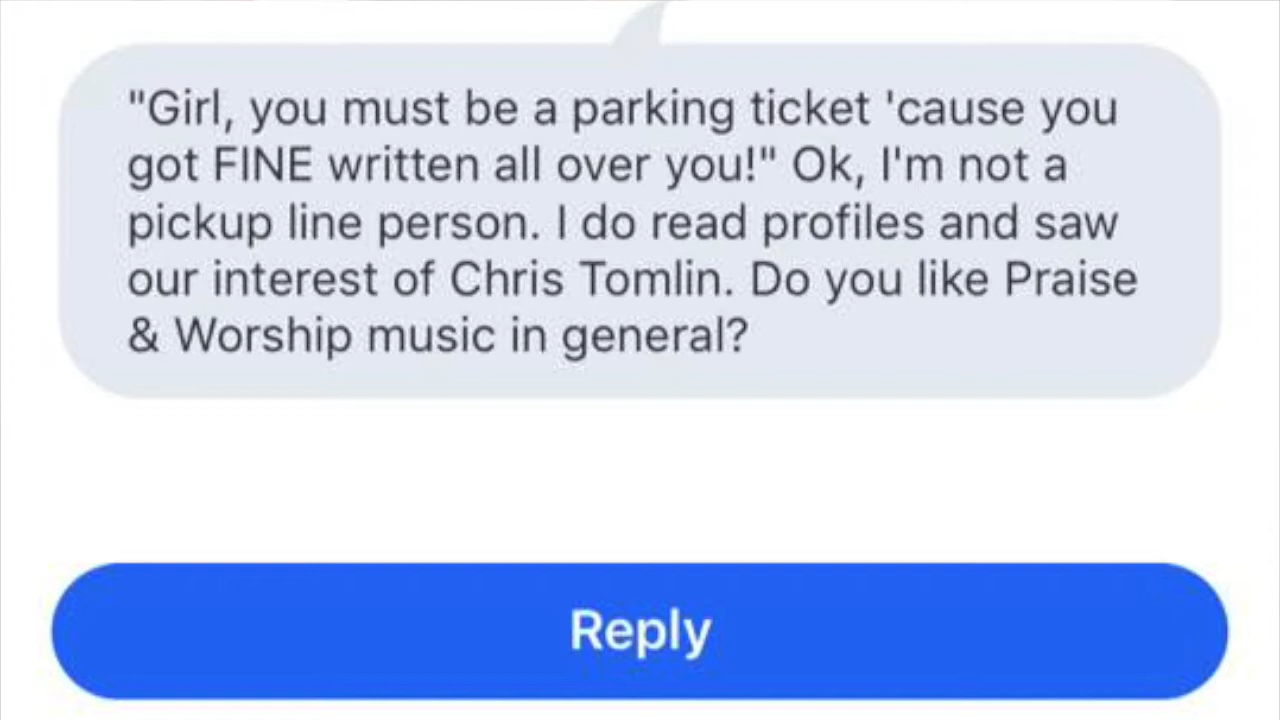 "Girl, you must be a parking ticket 'cause you
got FINE written all over you!" Ok, I'm not a
pickup line person. I do read profiles and saw
our interest of Chris Tomlin. Do you like Praise
& Worship music in general?
Reply